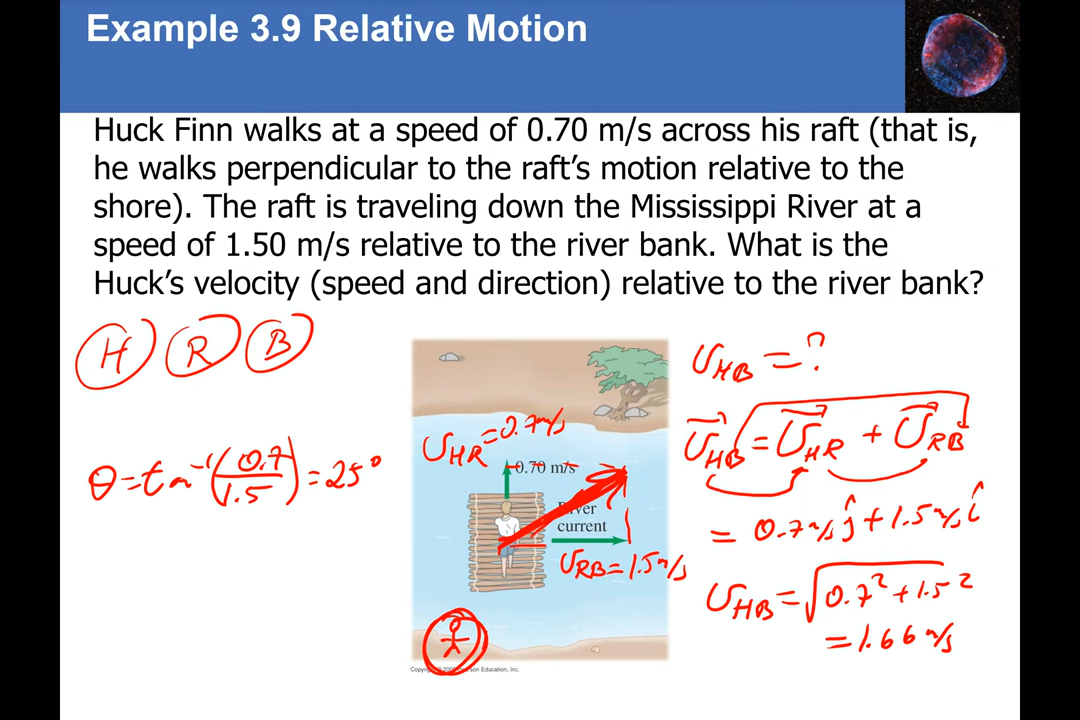 Example 3.9 Relative Motion
Huck Finn walks at a speed of 0.70 m/s across his raft (that is,
he walks perpendicular to the raft's motion relative to the
shore). The raft is traveling down the Mississippi River at a
speed of 1.50 m/s relative to the river bank. What is the
Huck's velocity (speed and direction) relative to the river bank?
H R B
θ = tan⁻¹(0.7/1.5) = 25°
U_HR = 0.7 m/s
0.70 m/s
River
current
U_RB = 1.5 m/s
U_HB = ?
U⃗_HB = U⃗_HR + U⃗_RB
= 0.7 m/s ĵ + 1.5 m/s î
U_HB = √(0.7² + 1.5²)
= 1.66 m/s
Education, Inc.